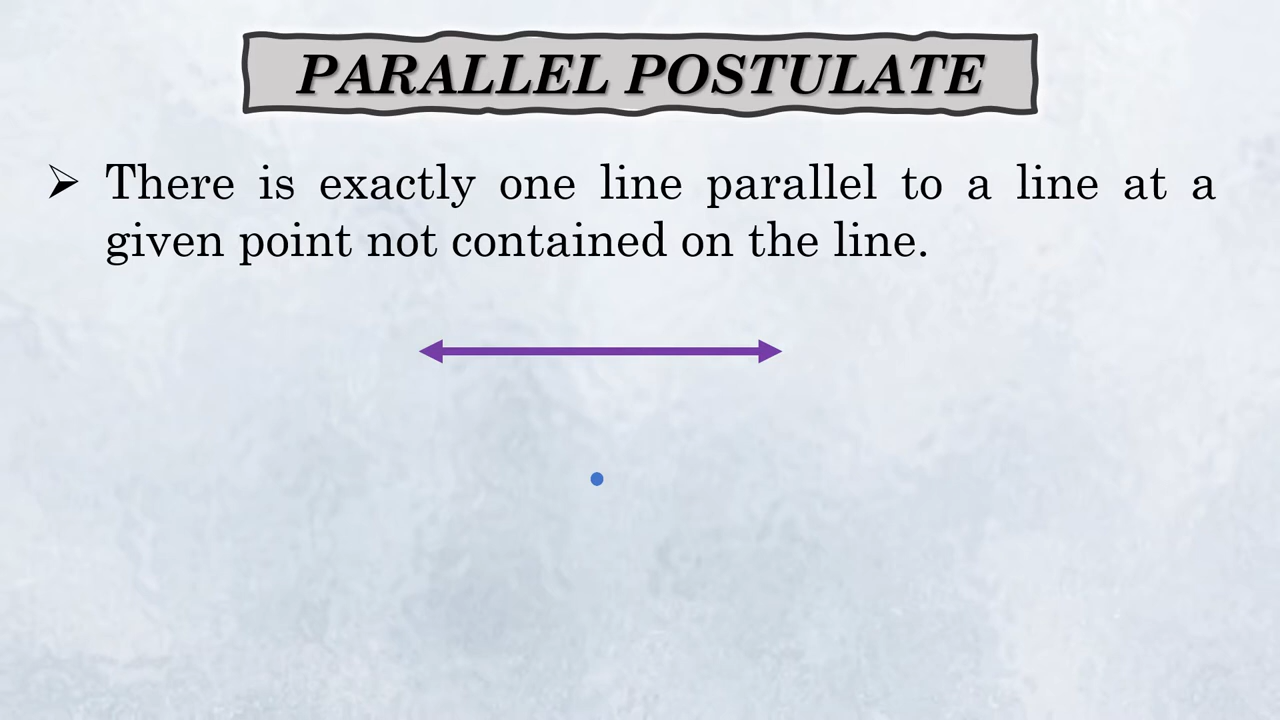 PARALLEL POSTULATE
There is exactly one line parallel to a line at a
given point not contained on the line.